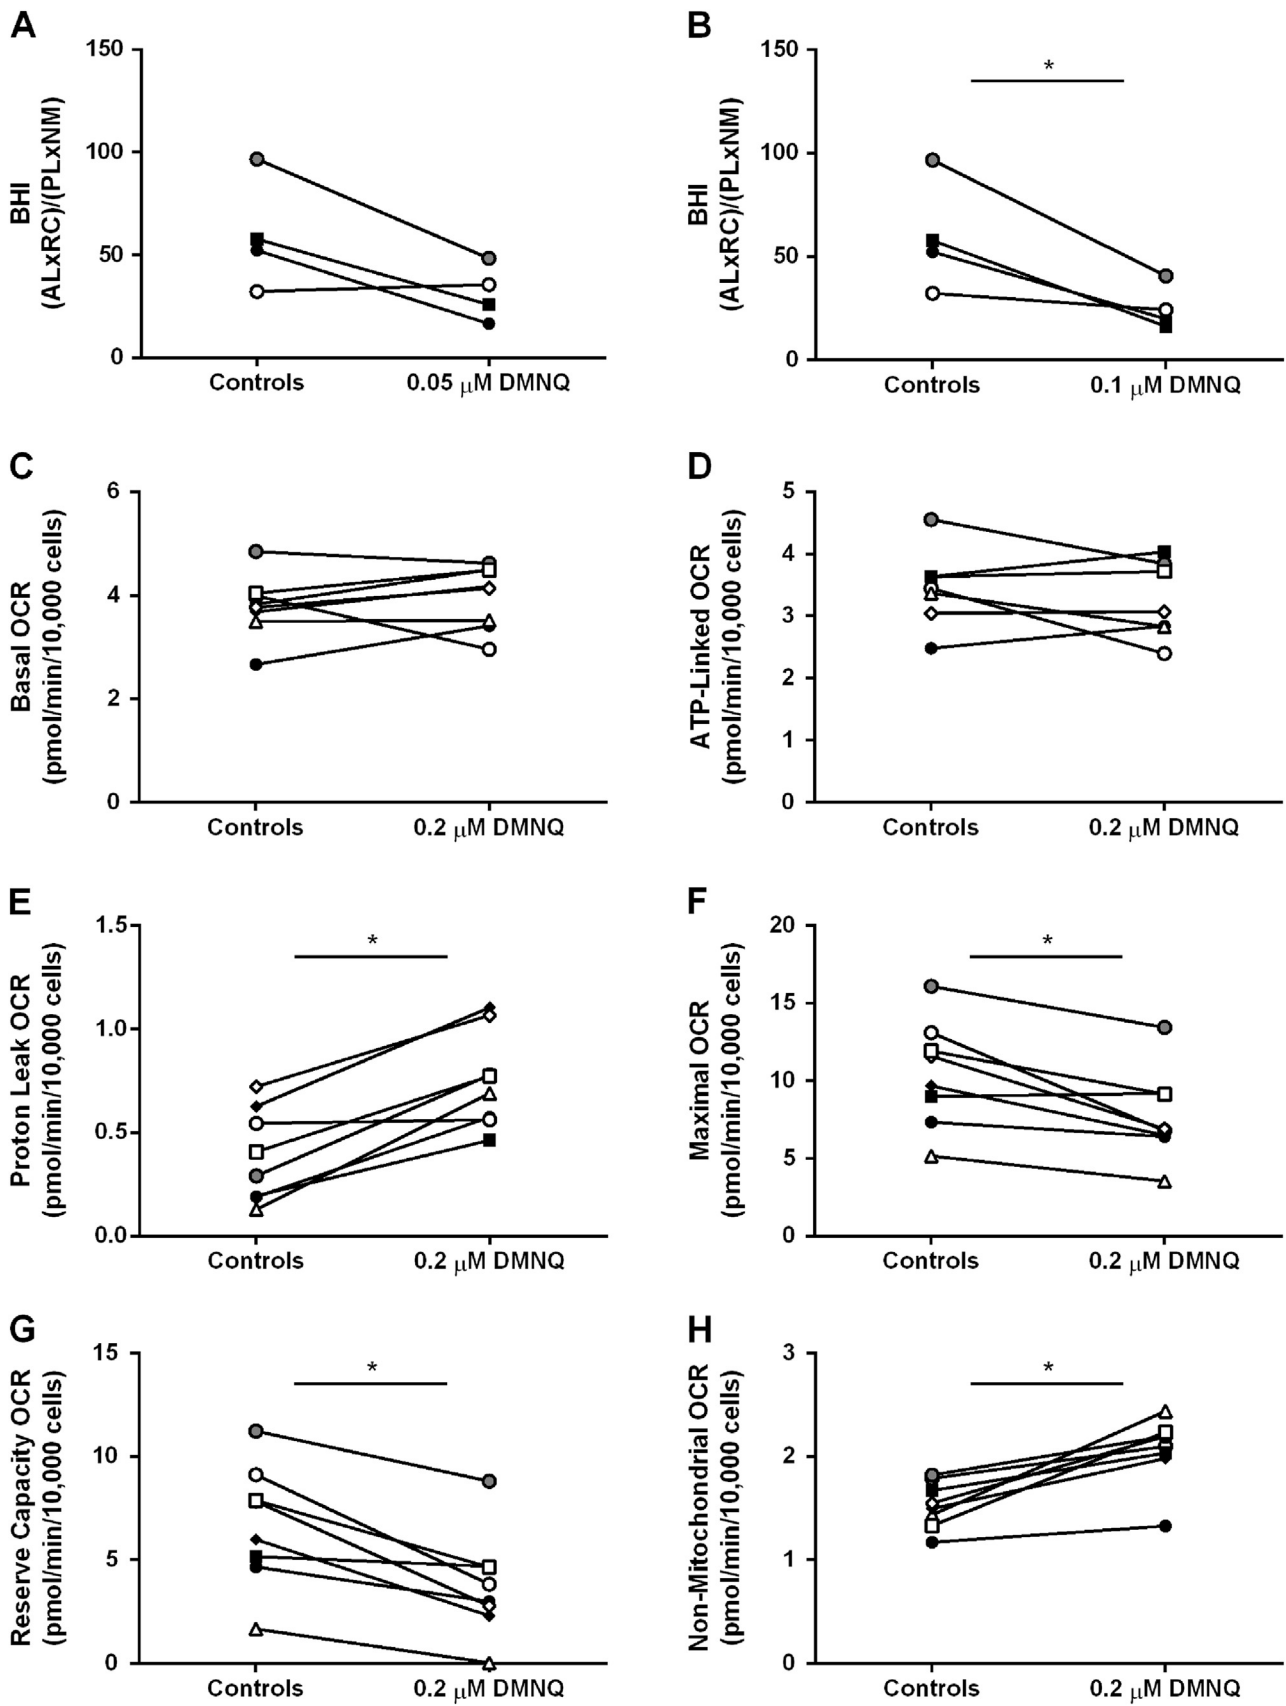 A
BHI
(ALxRC)/(PLxNM)
150
100
50
0
Controls
0.05 μM DMNQ
B
BHI
(ALxRC)/(PLxNM)
150
100
50
0
*
Controls
0.1 μM DMNQ
C
Basal OCR
(pmol/min/10,000 cells)
6
4
2
0
Controls
0.2 μM DMNQ
D
ATP-Linked OCR
(pmol/min/10,000 cells)
5
4
3
2
1
0
Controls
0.2 μM DMNQ
E
Proton Leak OCR
(pmol/min/10,000 cells)
1.5
1.0
0.5
0.0
*
Controls
0.2 μM DMNQ
F
Maximal OCR
(pmol/min/10,000 cells)
20
15
10
5
0
*
Controls
0.2 μM DMNQ
G
Reserve Capacity OCR
(pmol/min/10,000 cells)
15
10
5
0
*
Controls
0.2 μM DMNQ
H
Non-Mitochondrial OCR
(pmol/min/10,000 cells)
3
2
1
0
*
Controls
0.2 μM DMNQ